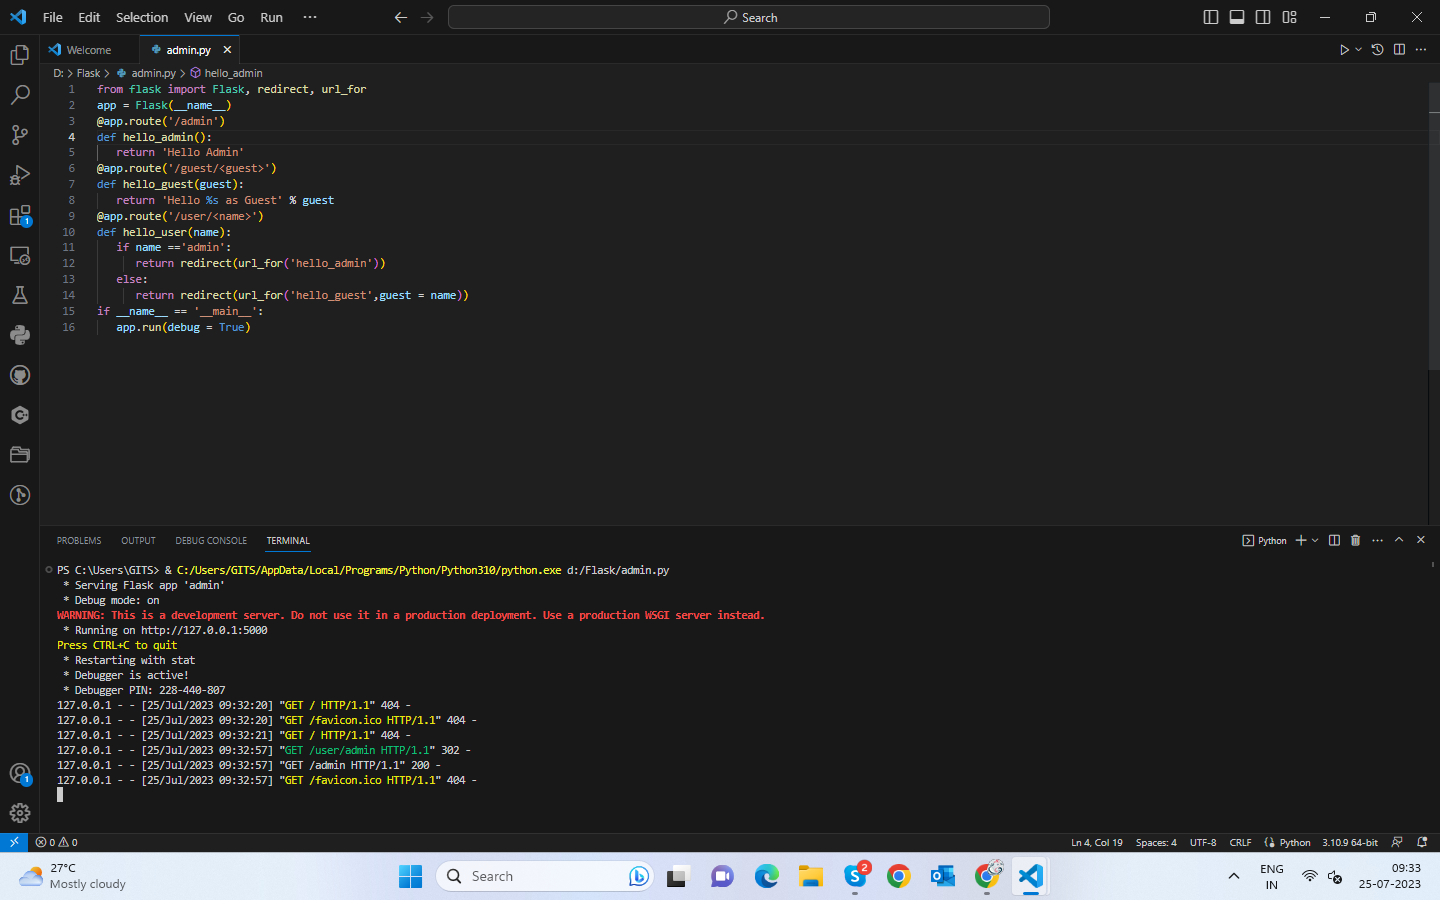 File Edit Selection View Go Run ··· Search
Welcome admin.py
D: > Flask > admin.py > hello_admin
1 from flask import Flask, redirect, url_for
2 app = Flask(__name__)
3 @app.route('/admin')
4 def hello_admin():
5 return 'Hello Admin'
6 @app.route('/guest/<guest>')
7 def hello_guest(guest):
8 return 'Hello %s as Guest' % guest
9 @app.route('/user/<name>')
10 def hello_user(name):
11 if name =='admin':
12 return redirect(url_for('hello_admin'))
13 else:
14 return redirect(url_for('hello_guest',guest = name))
15 if __name__ == '__main__':
16 app.run(debug = True)
1
PROBLEMS OUTPUT DEBUG CONSOLE TERMINAL Python
PS C:\Users\GITS> & C:/Users/GITS/AppData/Local/Programs/Python/Python310/python.exe d:/Flask/admin.py
* Serving Flask app 'admin'
* Debug mode: on
WARNING: This is a development server. Do not use it in a production deployment. Use a production WSGI server instead.
* Running on http://127.0.0.1:5000
Press CTRL+C to quit
* Restarting with stat
* Debugger is active!
* Debugger PIN: 228-440-807
127.0.0.1 - - [25/Jul/2023 09:32:20] "GET / HTTP/1.1" 404 -
127.0.0.1 - - [25/Jul/2023 09:32:20] "GET /favicon.ico HTTP/1.1" 404 -
127.0.0.1 - - [25/Jul/2023 09:32:21] "GET / HTTP/1.1" 404 -
127.0.0.1 - - [25/Jul/2023 09:32:57] "GET /user/admin HTTP/1.1" 302 -
127.0.0.1 - - [25/Jul/2023 09:32:57] "GET /admin HTTP/1.1" 200 -
127.0.0.1 - - [25/Jul/2023 09:32:57] "GET /favicon.ico HTTP/1.1" 404 -
1
0 0 Ln 4, Col 19 Spaces: 4 UTF-8 CRLF Python 3.10.9 64-bit
27°C
Mostly cloudy
Search
2
ENG
IN
09:33
25-07-2023